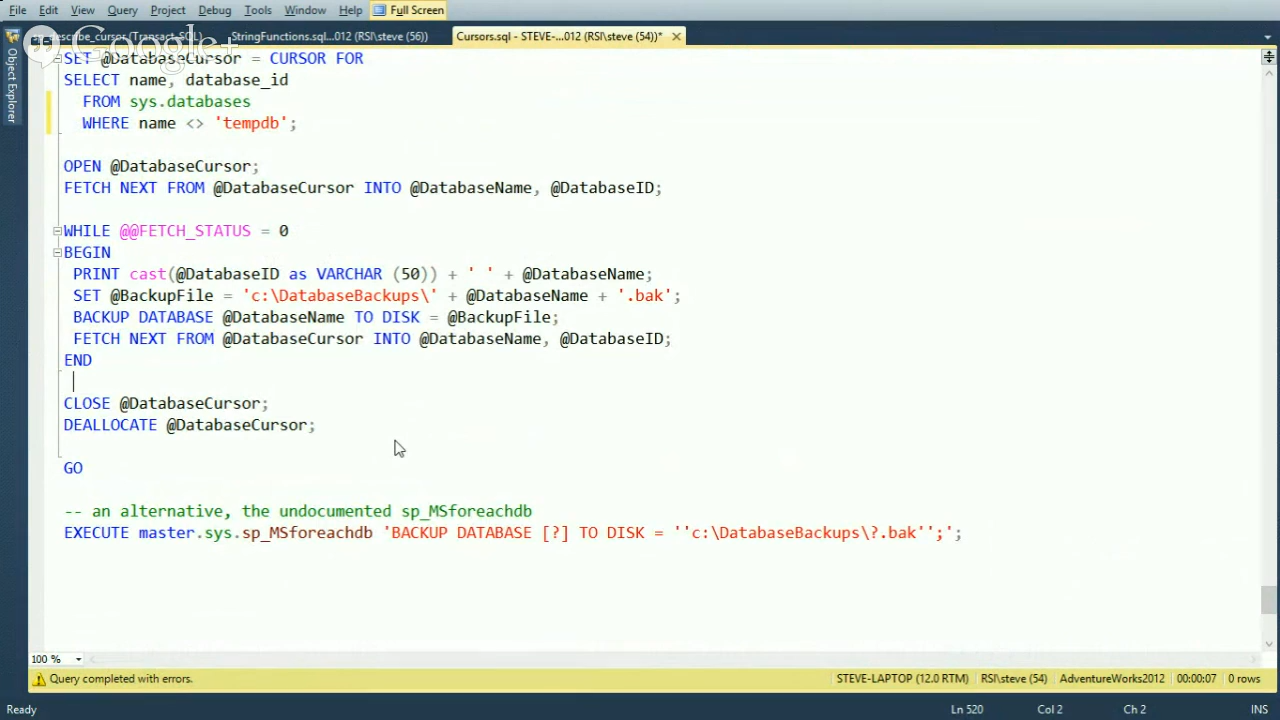 File Edit View Query Project Debug Tools Window Help Full Screen
sp_describe_cursor (Transact-SQL) StringFunctions.sql...012 (RSI\steve (56)) Cursors.sql - STEVE-...012 (RSI\steve (54))* ×
Google+
Object Explorer
SET @DatabaseCursor = CURSOR FOR
SELECT name, database_id
FROM sys.databases
WHERE name <> 'tempdb';
OPEN @DatabaseCursor;
FETCH NEXT FROM @DatabaseCursor INTO @DatabaseName, @DatabaseID;
WHILE @@FETCH_STATUS = 0
BEGIN
PRINT cast(@DatabaseID as VARCHAR (50)) + ' ' + @DatabaseName;
SET @BackupFile = 'c:\DatabaseBackups\' + @DatabaseName + '.bak';
BACKUP DATABASE @DatabaseName TO DISK = @BackupFile;
FETCH NEXT FROM @DatabaseCursor INTO @DatabaseName, @DatabaseID;
END
CLOSE @DatabaseCursor;
DEALLOCATE @DatabaseCursor;
GO
-- an alternative, the undocumented sp_MSforeachdb
EXECUTE master.sys.sp_MSforeachdb 'BACKUP DATABASE [?] TO DISK = ''c:\DatabaseBackups\?.bak'';';
100 %
Query completed with errors. STEVE-LAPTOP (12.0 RTM) RSI\steve (54) AdventureWorks2012 00:00:07 0 rows
Ready Ln 520 Col 2 Ch 2 INS